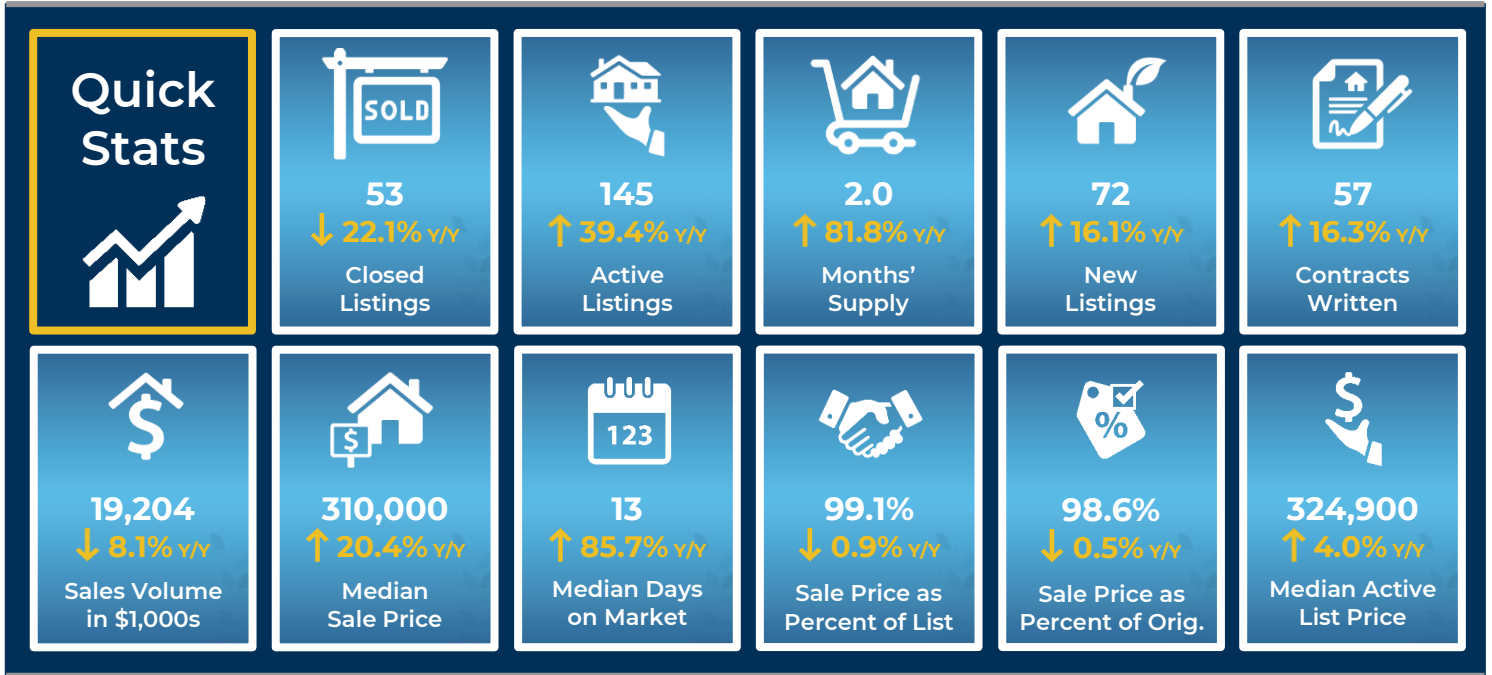 Quick
Stats
SOLD
53
↓ 22.1% Y/Y
Closed
Listings
145
↑ 39.4% Y/Y
Active
Listings
2.0
↑ 81.8% Y/Y
Months’
Supply
72
↑ 16.1% Y/Y
New
Listings
57
↑ 16.3% Y/Y
Contracts
Written
$
19,204
↓ 8.1% Y/Y
Sales Volume
in $1,000s
$
310,000
↑ 20.4% Y/Y
Median
Sale Price
123
13
↑ 85.7% Y/Y
Median Days
on Market
99.1%
↓ 0.9% Y/Y
Sale Price as
Percent of List
%
98.6%
↓ 0.5% Y/Y
Sale Price as
Percent of Orig.
$
324,900
↑ 4.0% Y/Y
Median Active
List Price